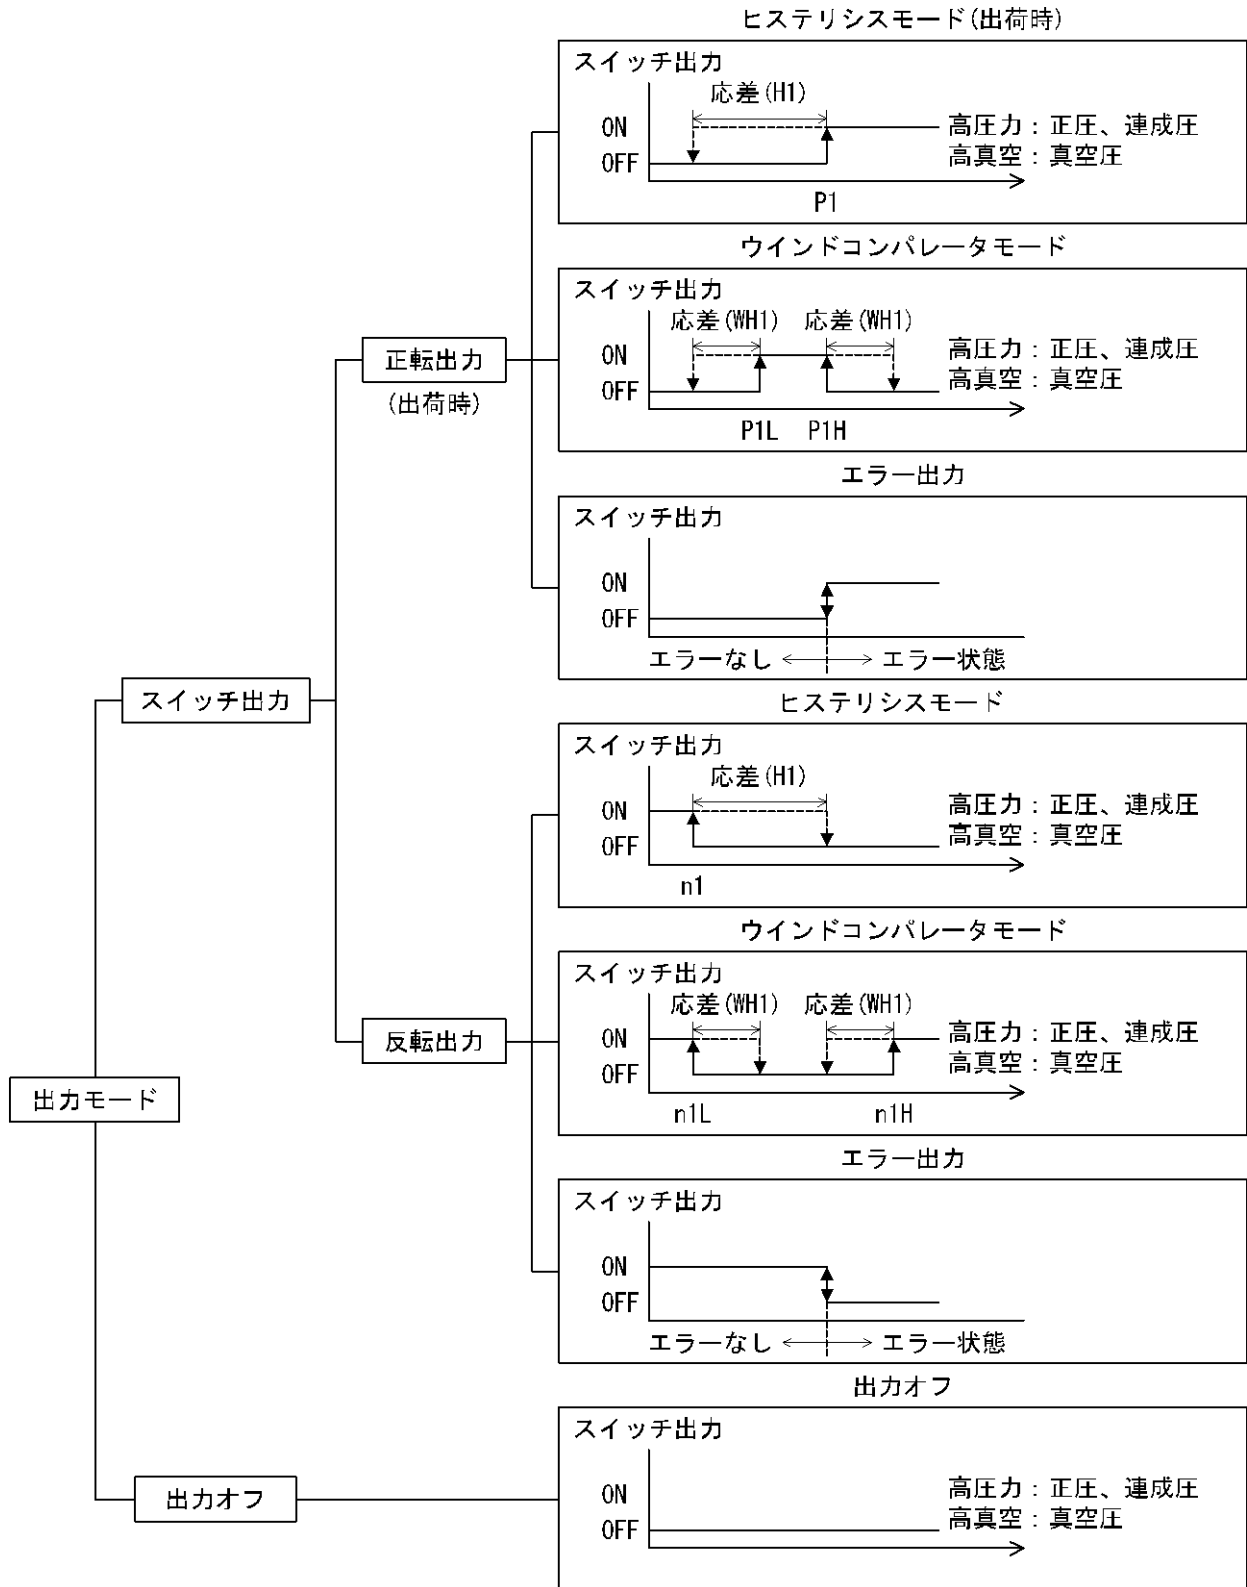 ヒステリシスモード(出荷時)
スイッチ出力
応差(H1)
ON
OFF
高圧力：正圧、連成圧
高真空：真空圧
P1
ウインドコンパレータモード
スイッチ出力
応差(WH1) 応差(WH1)
ON
OFF
高圧力：正圧、連成圧
高真空：真空圧
P1L P1H
正転出力
(出荷時)
エラー出力
スイッチ出力
ON
OFF
エラーなし エラー状態
スイッチ出力
ヒステリシスモード
スイッチ出力
応差(H1)
ON
OFF
高圧力：正圧、連成圧
高真空：真空圧
n1
ウインドコンパレータモード
スイッチ出力
応差(WH1) 応差(WH1)
ON
OFF
高圧力：正圧、連成圧
高真空：真空圧
n1L n1H
反転出力
出力モード
エラー出力
スイッチ出力
ON
OFF
エラーなし エラー状態
出力オフ
スイッチ出力
ON
OFF
高圧力：正圧、連成圧
高真空：真空圧
出力オフ